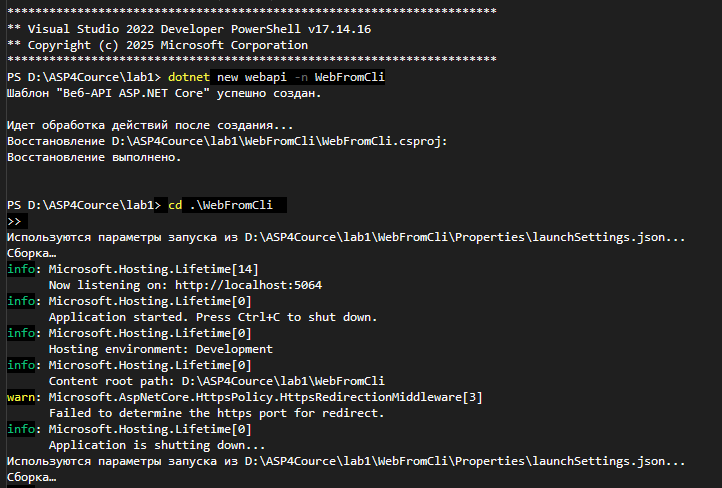 **********************************************************************
** Visual Studio 2022 Developer PowerShell v17.14.16
** Copyright (c) 2025 Microsoft Corporation
**********************************************************************
PS D:\ASP4Cource\lab1> dotnet new webapi -n WebFromCli
Шаблон "Веб-API ASP.NET Core" успешно создан.
Идет обработка действий после создания...
Восстановление D:\ASP4Cource\lab1\WebFromCli\WebFromCli.csproj:
Восстановление выполнено.
PS D:\ASP4Cource\lab1> cd .\WebFromCli
>>
Используются параметры запуска из D:\ASP4Cource\lab1\WebFromCli\Properties\launchSettings.json...
Сборка…
info: Microsoft.Hosting.Lifetime[14]
Now listening on: http://localhost:5064
info: Microsoft.Hosting.Lifetime[0]
Application started. Press Ctrl+C to shut down.
info: Microsoft.Hosting.Lifetime[0]
Hosting environment: Development
info: Microsoft.Hosting.Lifetime[0]
Content root path: D:\ASP4Cource\lab1\WebFromCli
warn: Microsoft.AspNetCore.HttpsPolicy.HttpsRedirectionMiddleware[3]
Failed to determine the https port for redirect.
info: Microsoft.Hosting.Lifetime[0]
Application is shutting down...
Используются параметры запуска из D:\ASP4Cource\lab1\WebFromCli\Properties\launchSettings.json...
Сборка…